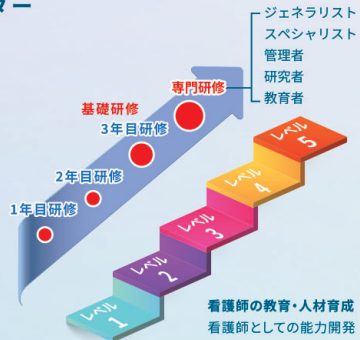 ター
ジェネラリスト
スペシャリスト
管理者
研究者
教育者
専門研修
基礎研修
3年目研修
2年目研修
1年目研修
レベル
5
レベル
4
レベル
3
レベル
2
レベル
1
看護師の教育・人材育成
看護師としての能力開発